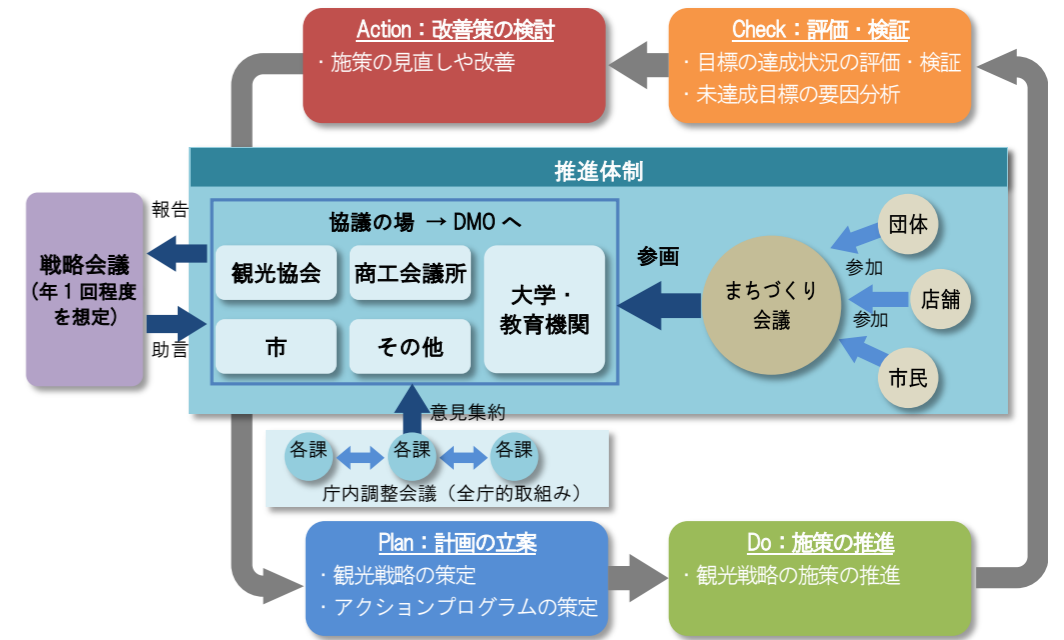 Action：改善策の検討
・施策の見直しや改善
Check：評価・検証
・目標の達成状況の評価・検証
・未達成目標の要因分析
推進体制
戦略会議
(年1回程度
を想定)
報告
助言
協議の場 → DMO へ
観光協会
商工会議所
市
その他
大学・
教育機関
参画
まちづくり
会議
団体
参加
店舗
参加
市民
意見集約
各課
各課
各課
庁内調整会議（全庁的取組み）
Plan：計画の立案
・観光戦略の策定
・アクションプログラムの策定
Do：施策の推進
・観光戦略の施策の推進